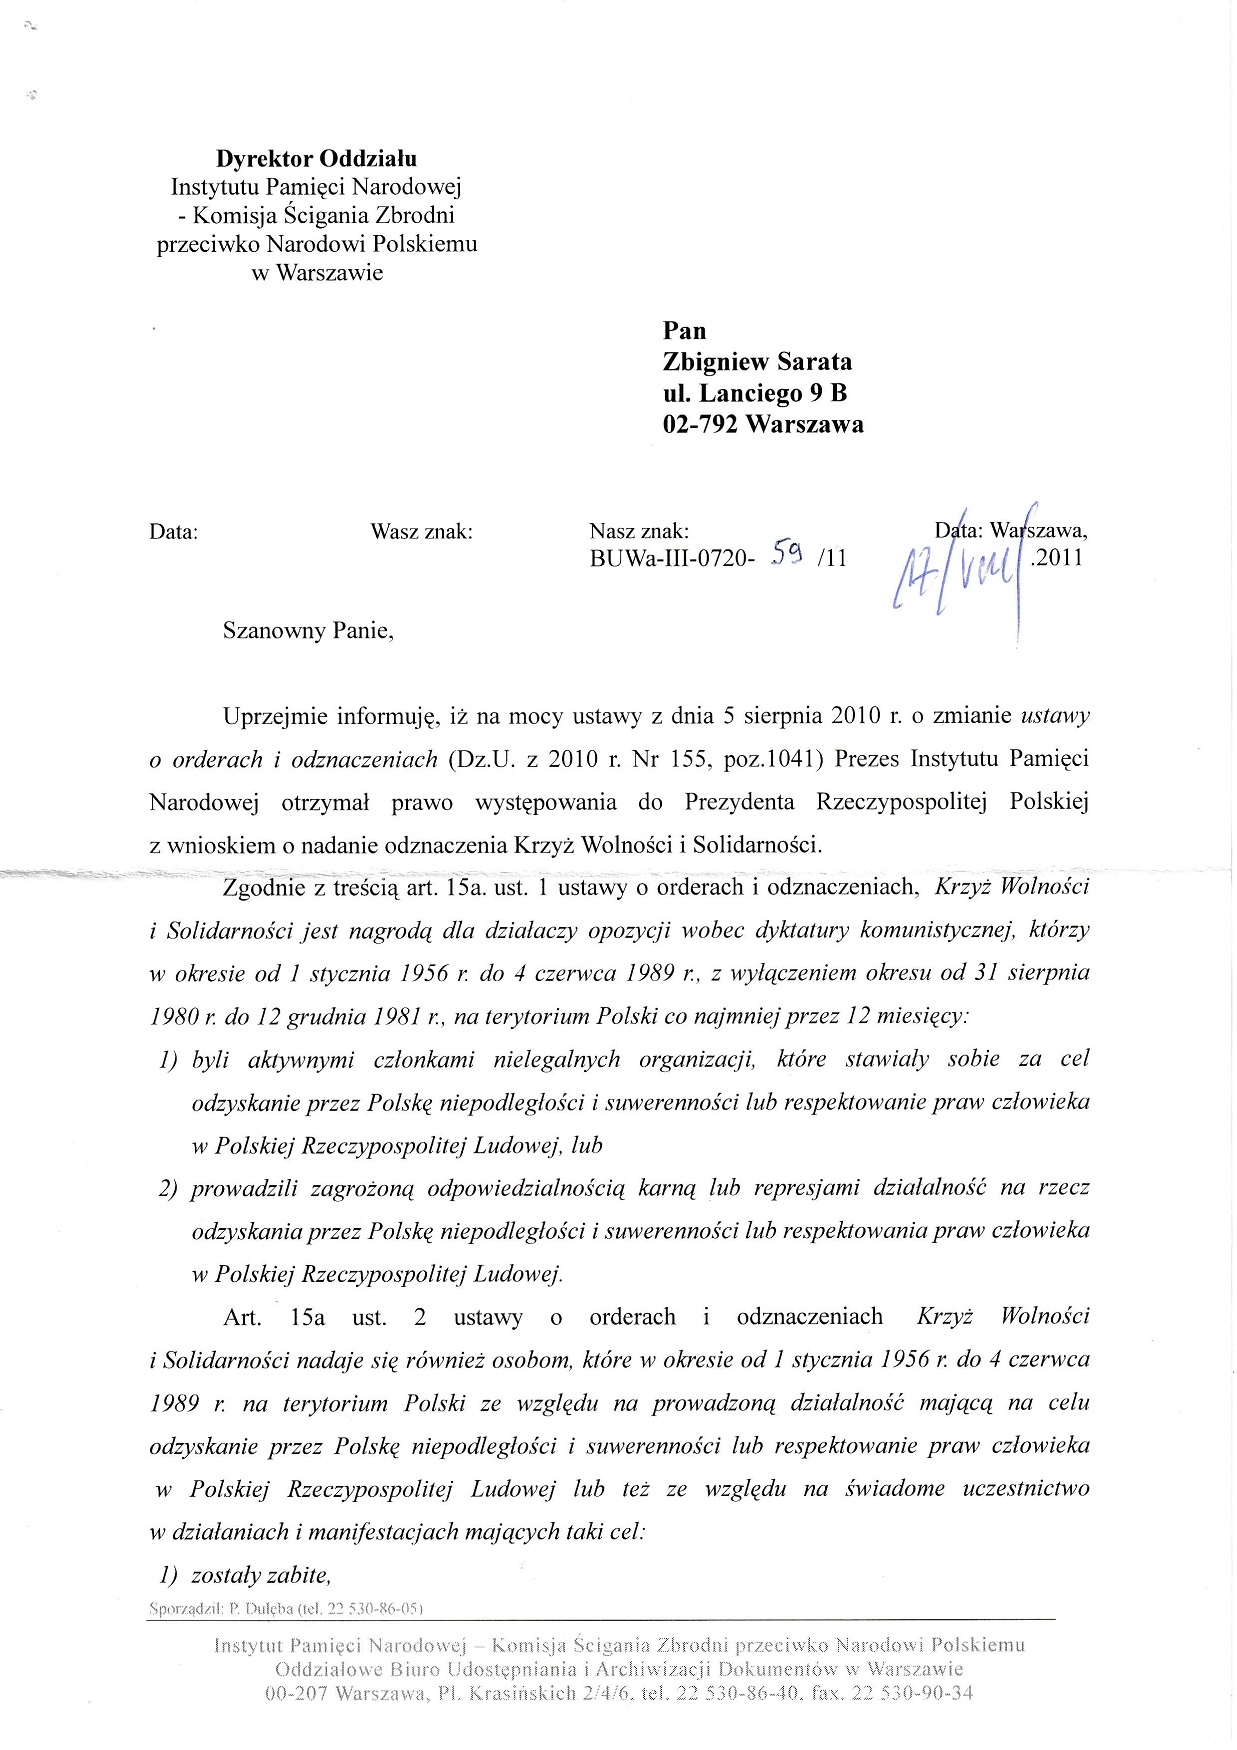 Dyrektor Oddziału
Instytutu Pamięci Narodowej
- Komisja Ścigania Zbrodni
przeciwko Narodowi Polskiemu
w Warszawie
Pan
Zbigniew Sarata
ul. Lanciego 9 B
02-792 Warszawa
Data: Wasz znak: Nasz znak: Data: Warszawa,
BUWa-III-0720- 59 /11 17/VIII/ .2011
Szanowny Panie,
Uprzejmie informuję, iż na mocy ustawy z dnia 5 sierpnia 2010 r. o zmianie ustawy
o orderach i odznaczeniach (Dz.U. z 2010 r. Nr 155, poz.1041) Prezes Instytutu Pamięci
Narodowej otrzymał prawo występowania do Prezydenta Rzeczypospolitej Polskiej
z wnioskiem o nadanie odznaczenia Krzyż Wolności i Solidarności.
Zgodnie z treścią art. 15a. ust. 1 ustawy o orderach i odznaczeniach, Krzyż Wolności
i Solidarności jest nagrodą dla działaczy opozycji wobec dyktatury komunistycznej, którzy
w okresie od 1 stycznia 1956 r. do 4 czerwca 1989 r., z wyłączeniem okresu od 31 sierpnia
1980 r. do 12 grudnia 1981 r., na terytorium Polski co najmniej przez 12 miesięcy:
1) byli aktywnymi członkami nielegalnych organizacji, które stawiały sobie za cel
odzyskanie przez Polskę niepodległości i suwerenności lub respektowanie praw człowieka
w Polskiej Rzeczypospolitej Ludowej, lub
2) prowadzili zagrożoną odpowiedzialnością karną lub represjami działalność na rzecz
odzyskania przez Polskę niepodległości i suwerenności lub respektowania praw człowieka
w Polskiej Rzeczypospolitej Ludowej.
Art. 15a ust. 2 ustawy o orderach i odznaczeniach Krzyż Wolności
i Solidarności nadaje się również osobom, które w okresie od 1 stycznia 1956 r. do 4 czerwca
1989 r. na terytorium Polski ze względu na prowadzoną działalność mającą na celu
odzyskanie przez Polskę niepodległości i suwerenności lub respektowanie praw człowieka
w Polskiej Rzeczypospolitej Ludowej lub też ze względu na świadome uczestnictwo
w działaniach i manifestacjach mających taki cel:
1) zostały zabite,
Sporządził: P. Dulęba (tel. 22 530-86-05)
Instytut Pamięci Narodowej – Komisja Ścigania Zbrodni przeciwko Narodowi Polskiemu
Oddziałowe Biuro Udostępniania i Archiwizacji Dokumentów w Warszawie
00-207 Warszawa, Pl. Krasińskich 2/4/6, tel. 22 530-86-40, fax. 22 530-90-34